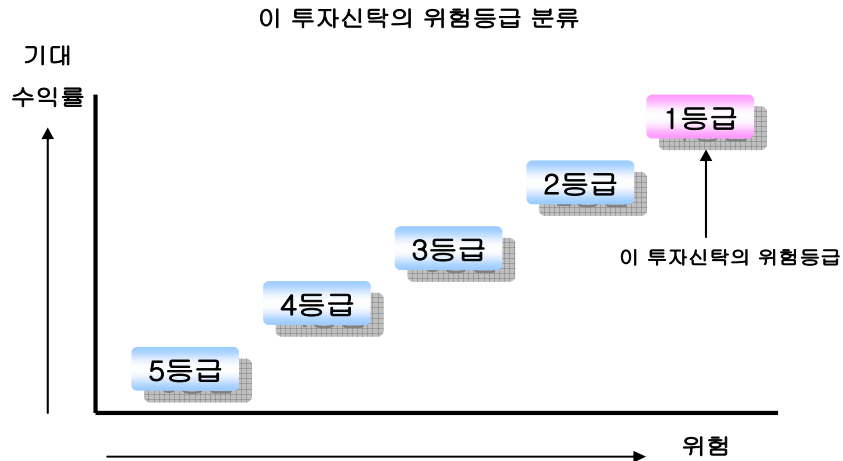 이 투자신탁의 위험등급 분류
기대
수익률
1등급
2등급
3등급
이 투자신탁의 위험등급
4등급
5등급
위험